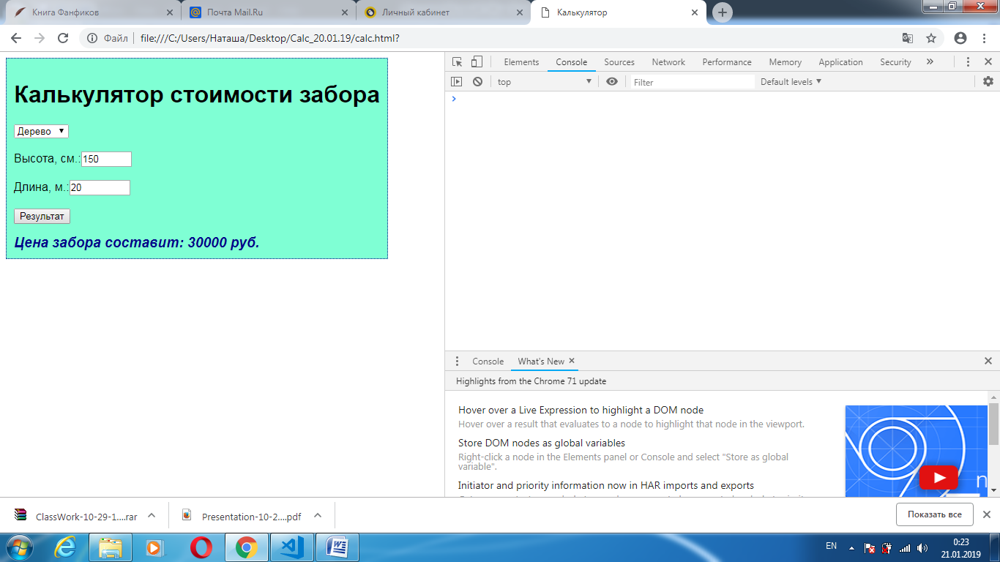 Книга Фанфиков
Почта Mail.Ru
Личный кабинет
Калькулятор
Файл file:///C:/Users/Наташа/Desktop/Calc_20.01.19/calc.html?
Калькулятор стоимости забора
Дерево
Высота, см.: 150
Длина, м.: 20
Результат
Цена забора составит: 30000 руб.
Elements Console Sources Network Performance Memory Application Security »
top Filter Default levels
Console What's New
Highlights from the Chrome 71 update
Hover over a Live Expression to highlight a DOM node
Hover over a result that evaluates to a node to highlight that node in the viewport.
Store DOM nodes as global variables
Right-click a node in the Elements panel or Console and select "Store as global
variable".
Initiator and priority information now in HAR imports and exports
n
ClassWork-10-29-1....rar
Presentation-10-2....pdf
Показать все
EN
0:23
21.01.2019